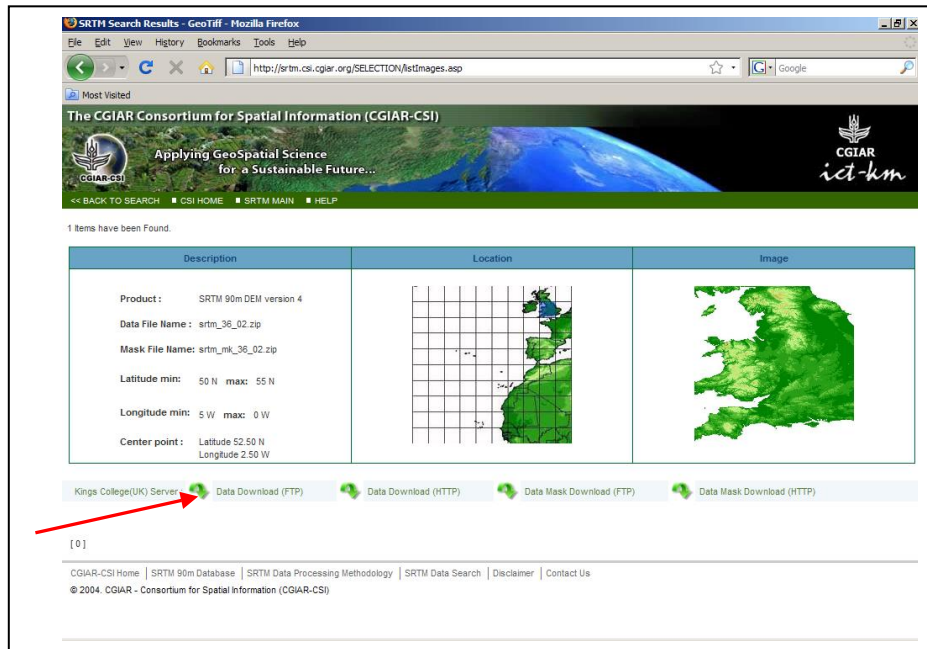 SRTM Search Results - GeoTiff - Mozilla Firefox
File Edit View History Bookmarks Tools Help
http://srtm.csi.cgiar.org/SELECTION/listImages.asp
G Google
Most Visited
The CGIAR Consortium for Spatial Information (CGIAR-CSI)
CGIAR-CSI
Applying GeoSpatial Science
for a Sustainable Future...
CGIAR
ict-km
<< BACK TO SEARCH CSI HOME SRTM MAIN HELP
1 Items have been Found.
Description Location Image
Product : SRTM 90m DEM version 4
Data File Name : srtm_36_02.zip
Mask File Name: srtm_mk_36_02.zip
Latitude min: 50 N max: 55 N
Longitude min: 5 W max: 0 W
Center point : Latitude 52.50 N
Longitude 2.50 W
Kings College(UK) Server Data Download (FTP) Data Download (HTTP) Data Mask Download (FTP) Data Mask Download (HTTP)
[ 0 ]
CGIAR-CSI Home | SRTM 90m Database | SRTM Data Processing Methodology | SRTM Data Search | Disclaimer | Contact Us
© 2004. CGIAR - Consortium for Spatial Information (CGIAR-CSI)